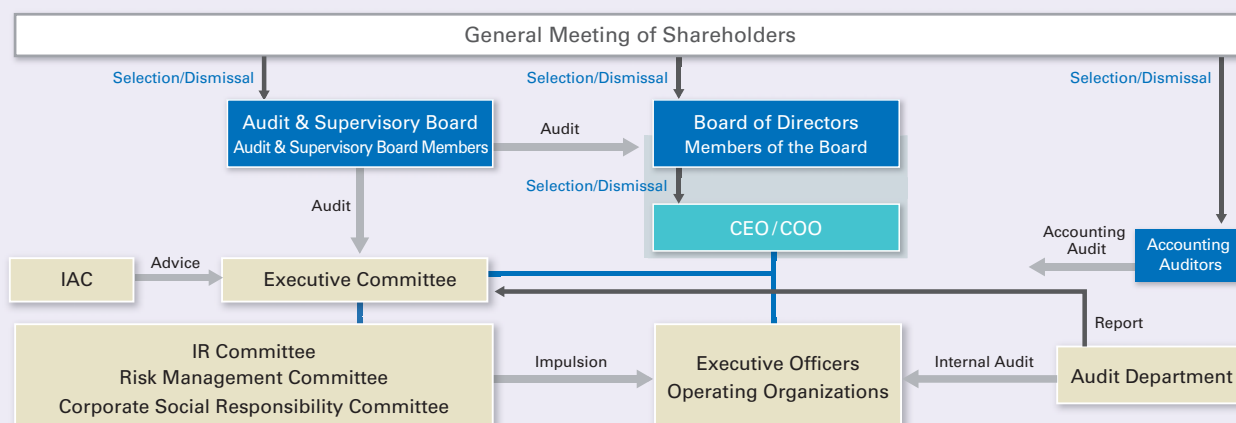 General Meeting of Shareholders
Selection/Dismissal
Selection/Dismissal
Selection/Dismissal
Audit & Supervisory Board
Audit & Supervisory Board Members
Audit
Board of Directors
Members of the Board
Selection/Dismissal
Audit
CEO/COO
Accounting
Audit
Accounting
Auditors
IAC
Advice
Executive Committee
Report
IR Committee
Risk Management Committee
Corporate Social Responsibility Committee
Impulsion
Executive Officers
Operating Organizations
Internal Audit
Audit Department